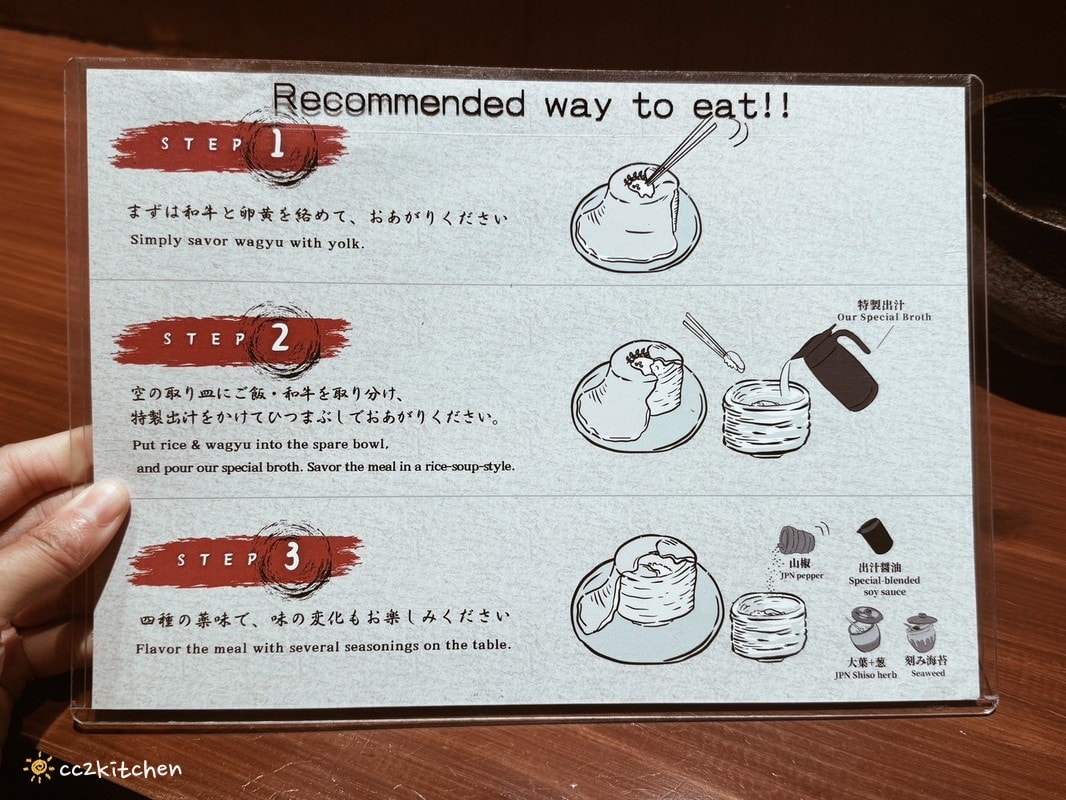 Recommended way to eat!!
STEP 1
まずは和牛と卵黄を絡めて、おあがりください
Simply savor wagyu with yolk.
STEP 2
空の取り皿にご飯・和牛を取り分け、
特製出汁をかけてひつまぶしでおあがりください。
Put rice & wagyu into the spare bowl,
and pour our special broth. Savor the meal in a rice-soup-style.
特製出汁
Our Special Broth
STEP 3
四種の薬味で、味の変化もお楽しみください
Flavor the meal with several seasonings on the table.
山椒
JPN pepper
出汁醤油
Special-blended
soy sauce
大葉+葱
JPN Shiso herb
刻み海苔
Seaweed
cc2kitchen